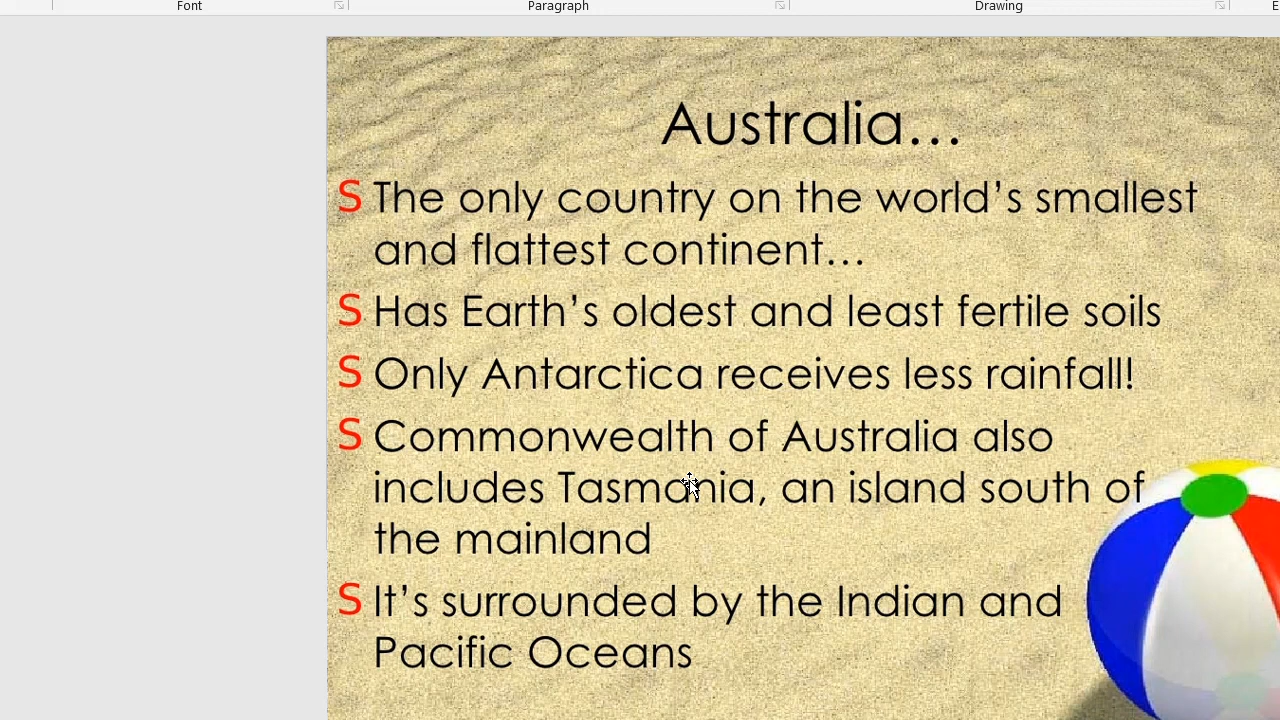 Font Paragraph Drawing E
Australia…
S The only country on the world’s smallest
and flattest continent…
S Has Earth’s oldest and least fertile soils
S Only Antarctica receives less rainfall!
S Commonwealth of Australia also
includes Tasmania, an island south of
the mainland
S It’s surrounded by the Indian and
Pacific Oceans